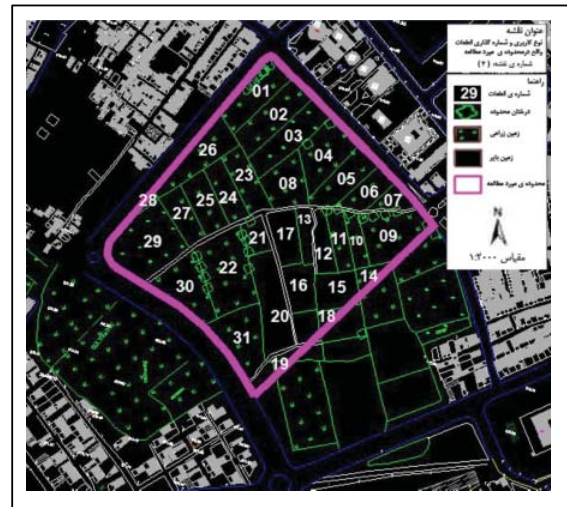 عنوان نقشه
نوع کاربری و شماره گذاری قطعات
واقع درمحدوده ی مورد مطالعه
شماره ی نقشه: (۲)
راهنما
29 شماره ی قطعات
درختان محدوده
زمین زراعی
زمین بایر
محدوده ی مورد مطالعه
N
مقیاس ۱:۲۰۰۰
01
02
03
26
04
23
05
08
06
28
25
24
07
27
13
29
21
17
11
10
09
12
22
30
16
15
14
20
18
31
19